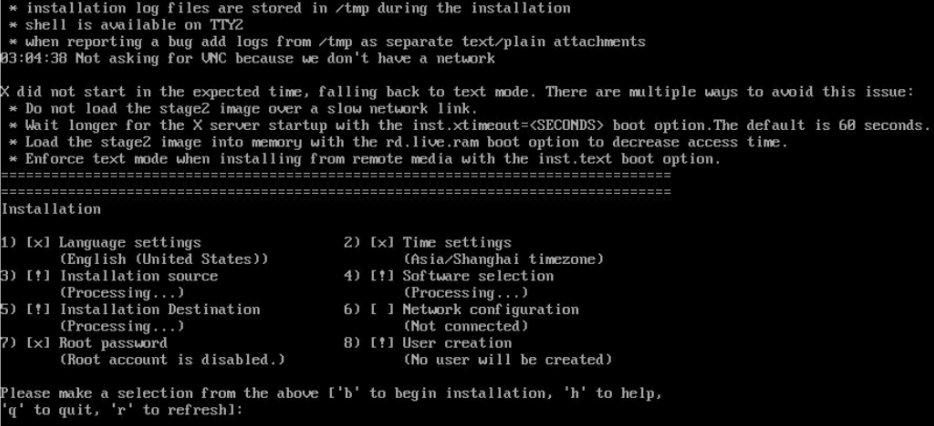 * installation log files are stored in /tmp during the installation
* shell is available on TTY2
* when reporting a bug add logs from /tmp as separate text/plain attachments
03:04:38 Not asking for VNC because we don't have a network
X did not start in the expected time, falling back to text mode. There are multiple ways to avoid this issue:
* Do not load the stage2 image over a slow network link.
* Wait longer for the X server startup with the inst.xtimeout=<SECONDS> boot option.The default is 60 seconds.
* Load the stage2 image into memory with the rd.live.ram boot option to decrease access time.
* Enforce text mode when installing from remote media with the inst.text boot option.
================================================================================
================================================================================
Installation
1) [x] Language settings 2) [x] Time settings
(English (United States)) (Asia/Shanghai timezone)
3) [!] Installation source 4) [!] Software selection
(Processing...) (Processing...)
5) [!] Installation Destination 6) [ ] Network configuration
(Processing...) (Not connected)
7) [x] Root password 8) [!] User creation
(Root account is disabled.) (No user will be created)
Please make a selection from the above ['b' to begin installation, 'h' to help,
'q' to quit, 'r' to refresh]: